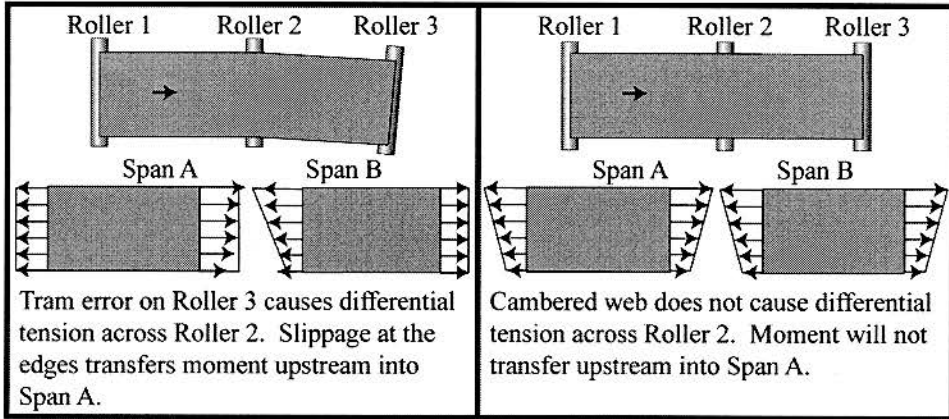 Roller 1 Roller 2 Roller 3
Span A Span B
Tram error on Roller 3 causes differential
tension across Roller 2. Slippage at the
edges transfers moment upstream into
Span A.
Roller 1 Roller 2 Roller 3
Span A Span B
Cambered web does not cause differential
tension across Roller 2. Moment will not
transfer upstream into Span A.